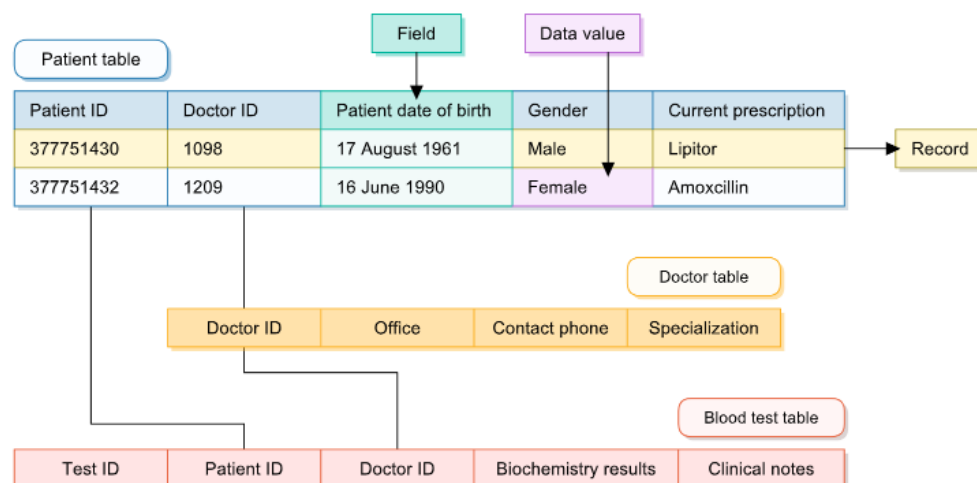 Field
Data value
Patient table
Patient ID Doctor ID Patient date of birth Gender Current prescription
377751430 1098 17 August 1961 Male Lipitor
Record
377751432 1209 16 June 1990 Female Amoxcillin
Doctor table
Doctor ID Office Contact phone Specialization
Blood test table
Test ID Patient ID Doctor ID Biochemistry results Clinical notes